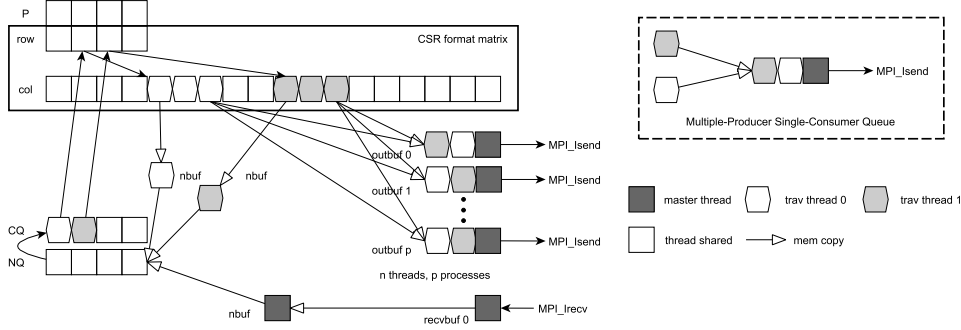 P
row
CSR format matrix
col
nbuf
nbuf
outbuf 0
MPI_Isend
outbuf 1
MPI_Isend
outbuf p
MPI_Isend
CQ
NQ
n threads, p processes
nbuf
recvbuf 0
MPI_Irecv
MPI_Isend
Multiple-Producer Single-Consumer Queue
master thread
trav thread 0
trav thread 1
thread shared
mem copy